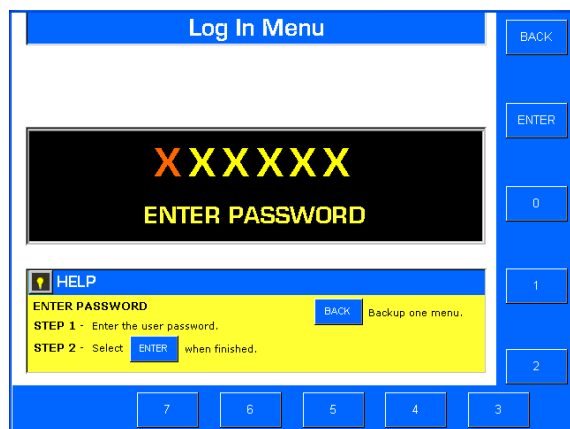 Log In Menu
BACK
ENTER
XXXXXX
ENTER PASSWORD
0
HELP
ENTER PASSWORD
STEP 1 - Enter the user password.
STEP 2 - Select ENTER when finished.
BACK Backup one menu.
1
2
7 6 5 4 3